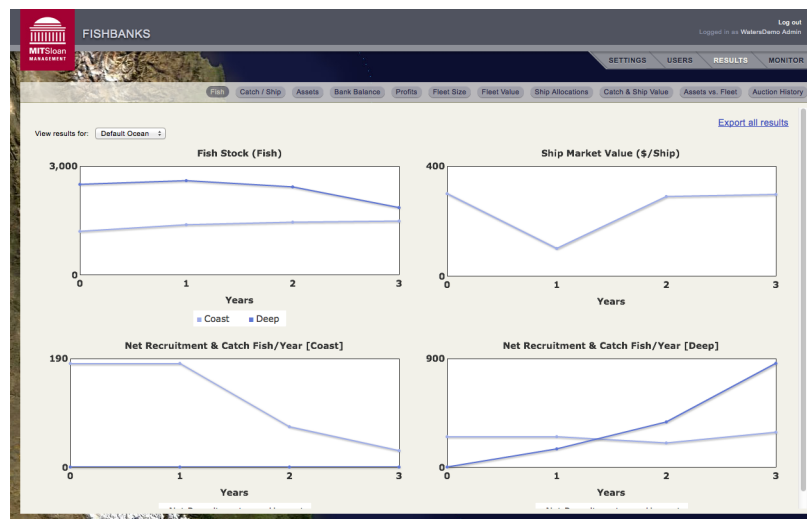 Log out
Logged in as WatersDemo Admin
FISHBANKS
MITSloan
MANAGEMENT
SETTINGS USERS RESULTS MONITOR
Fish Catch / Ship Assets Bank Balance Profits Fleet Size Fleet Value Ship Allocations Catch & Ship Value Assets vs. Fleet Auction History
Export all results
View results for: Default Ocean
Fish Stock (Fish)
3,000
0
0 1 2 3
Years
Coast Deep
Ship Market Value ($/Ship)
400
0
0 1 2 3
Years
Net Recruitment & Catch Fish/Year [Coast]
190
0
0 1 2 3
Years
Net Recruitment & Catch Fish/Year [Deep]
900
0
0 1 2 3
Years